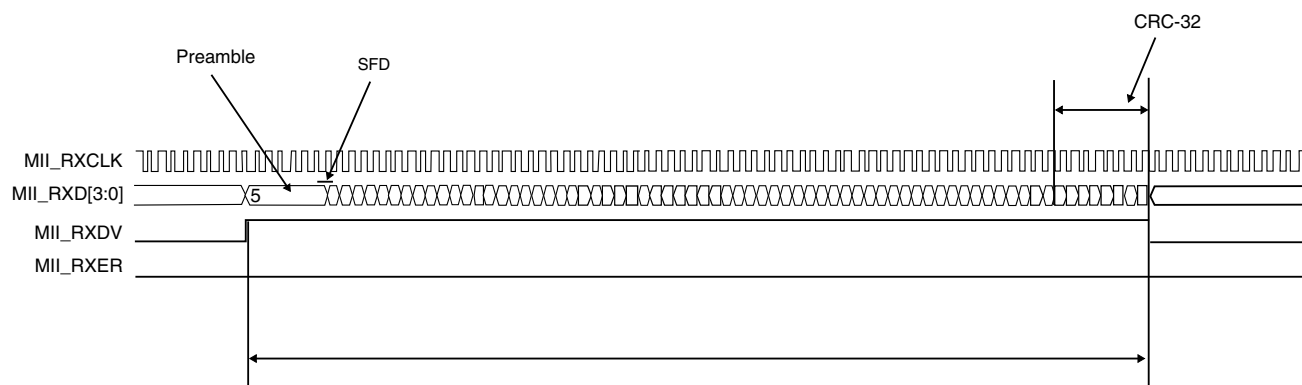 CRC-32
Preamble
SFD
MII_RXCLK
MII_RXD[3:0]
5
MII_RXDV
MII_RXER